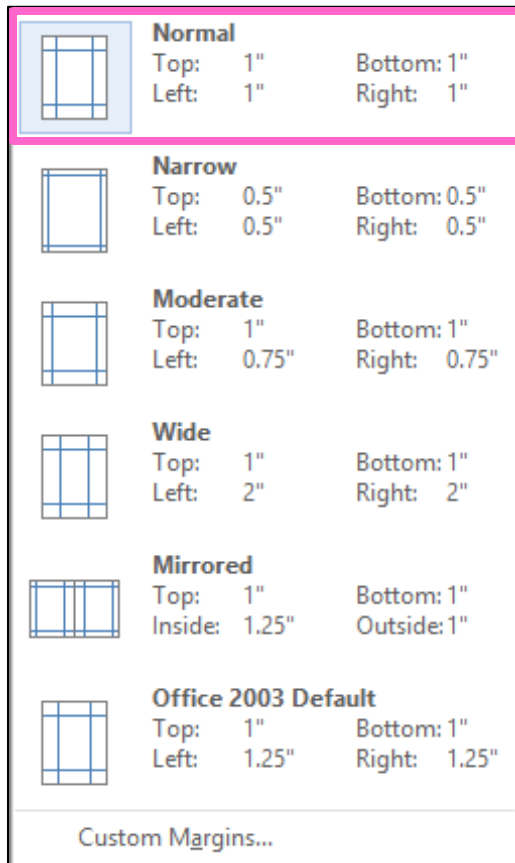 Normal
Top: 1" Bottom: 1"
Left: 1" Right: 1"
Narrow
Top: 0.5" Bottom: 0.5"
Left: 0.5" Right: 0.5"
Moderate
Top: 1" Bottom: 1"
Left: 0.75" Right: 0.75"
Wide
Top: 1" Bottom: 1"
Left: 2" Right: 2"
Mirrored
Top: 1" Bottom: 1"
Inside: 1.25" Outside: 1"
Office 2003 Default
Top: 1" Bottom: 1"
Left: 1.25" Right: 1.25"
Custom Margins...